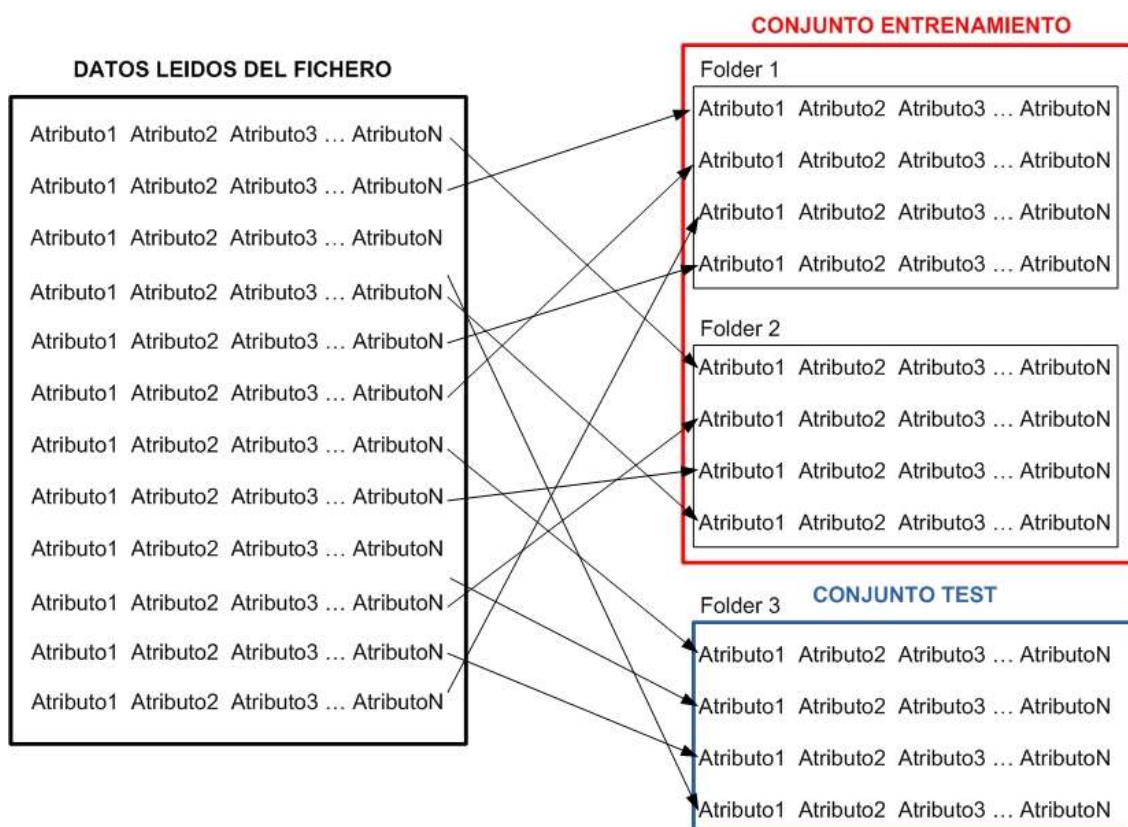 DATOS LEIDOS DEL FICHERO
Atributo1 Atributo2 Atributo3 ... AtributoN
Atributo1 Atributo2 Atributo3 ... AtributoN
Atributo1 Atributo2 Atributo3 ... AtributoN
Atributo1 Atributo2 Atributo3 ... AtributoN
Atributo1 Atributo2 Atributo3 ... AtributoN
Atributo1 Atributo2 Atributo3 ... AtributoN
Atributo1 Atributo2 Atributo3 ... AtributoN
Atributo1 Atributo2 Atributo3 ... AtributoN
Atributo1 Atributo2 Atributo3 ... AtributoN
Atributo1 Atributo2 Atributo3 ... AtributoN
Atributo1 Atributo2 Atributo3 ... AtributoN
Atributo1 Atributo2 Atributo3 ... AtributoN
CONJUNTO ENTRENAMIENTO
Folder 1
Atributo1 Atributo2 Atributo3 ... AtributoN
Atributo1 Atributo2 Atributo3 ... AtributoN
Atributo1 Atributo2 Atributo3 ... AtributoN
Atributo1 Atributo2 Atributo3 ... AtributoN
Folder 2
Atributo1 Atributo2 Atributo3 ... AtributoN
Atributo1 Atributo2 Atributo3 ... AtributoN
Atributo1 Atributo2 Atributo3 ... AtributoN
Atributo1 Atributo2 Atributo3 ... AtributoN
CONJUNTO TEST
Folder 3
Atributo1 Atributo2 Atributo3 ... AtributoN
Atributo1 Atributo2 Atributo3 ... AtributoN
Atributo1 Atributo2 Atributo3 ... AtributoN
Atributo1 Atributo2 Atributo3 ... AtributoN